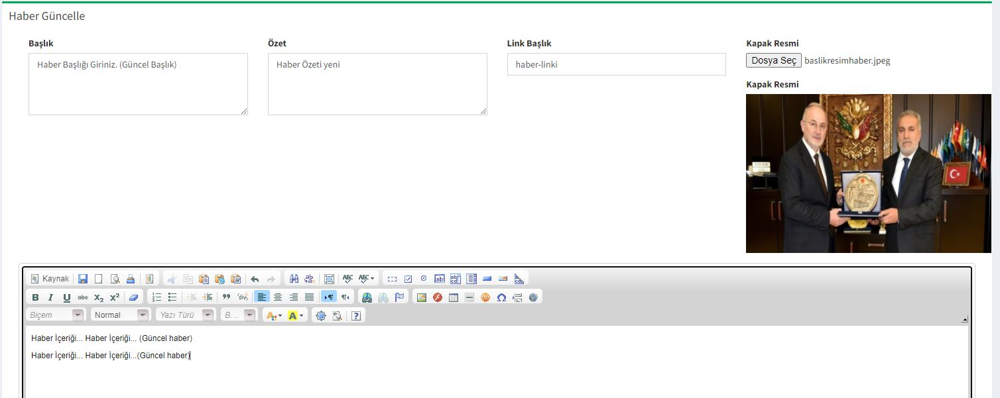 Haber Güncelle
Başlık
Haber Başlığı Giriniz. (Güncel Başlık)
Özet
Haber Özeti yeni
Link Başlık
haber-linki
Kapak Resmi
Dosya Seç baslikresimhaber.jpeg
Kapak Resmi
Kaynak
Biçem
Normal
Yazı Türü
B...
Haber İçeriği... Haber İçeriği... (Güncel haber)
Haber İçeriği... Haber İçeriği...(Güncel haber)